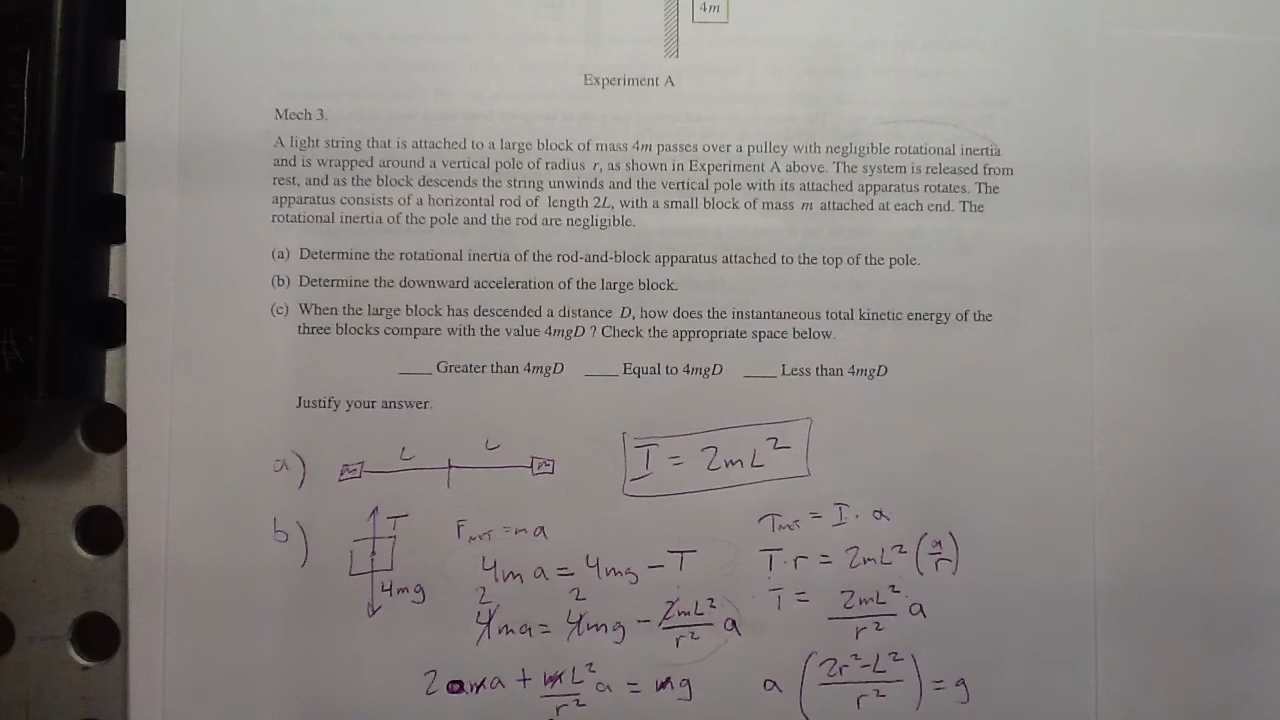 4m
Experiment A
Mech 3.
A light string that is attached to a large block of mass 4m passes over a pulley with negligible rotational inertia
and is wrapped around a vertical pole of radius r, as shown in Experiment A above. The system is released from
rest, and as the block descends the string unwinds and the vertical pole with its attached apparatus rotates. The
apparatus consists of a horizontal rod of length 2L, with a small block of mass m attached at each end. The
rotational inertia of the pole and the rod are negligible.
(a) Determine the rotational inertia of the rod-and-block apparatus attached to the top of the pole.
(b) Determine the downward acceleration of the large block.
(c) When the large block has descended a distance D, how does the instantaneous total kinetic energy of the
three blocks compare with the value 4mgD ? Check the appropriate space below.
____ Greater than 4mgD ____ Equal to 4mgD ____ Less than 4mgD
Justify your answer.
a) m L L m I = 2mL²
b) T F_NET = ma τ_NET = I · α
4mg 4ma = 4mg − T T·r = 2mL² (a/r)
2 2 T = 2mL²/r² a
4ma = 4mg − 2mL²/r² a
2ma + mL²/r² a = mg a (2r²−L²/r²) = g